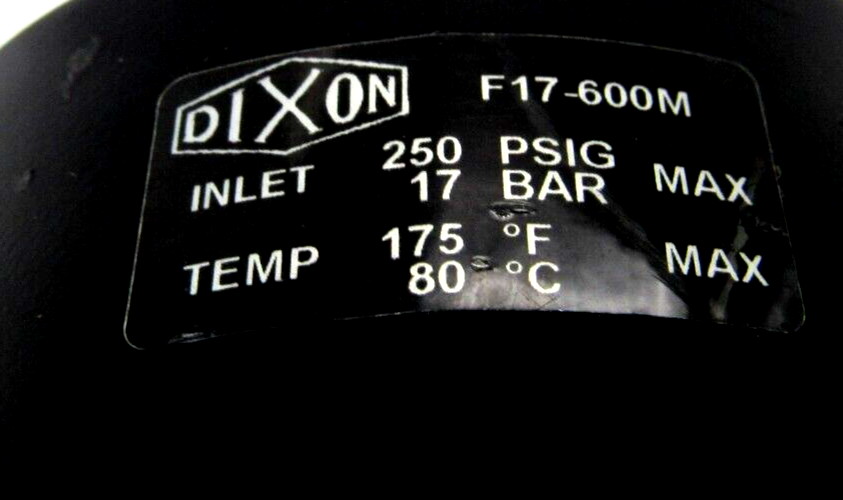 DIXON F17-600M
250 PSIG
INLET 17 BAR MAX
175 °F
TEMP 80 °C MAX